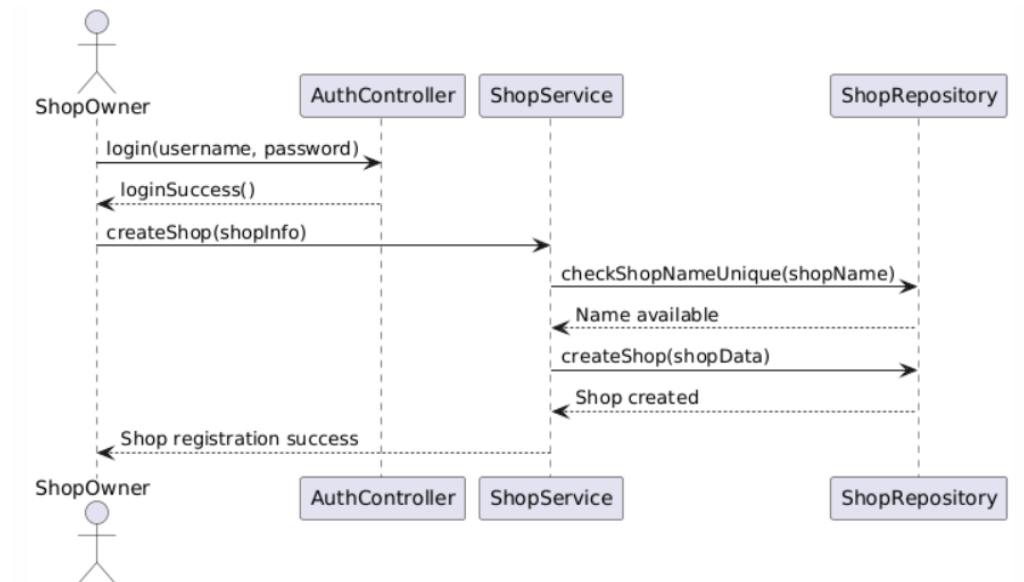 ShopOwner
AuthController
ShopService
ShopRepository
login(username, password)
loginSuccess()
createShop(shopInfo)
checkShopNameUnique(shopName)
Name available
createShop(shopData)
Shop created
Shop registration success
ShopOwner
AuthController
ShopService
ShopRepository